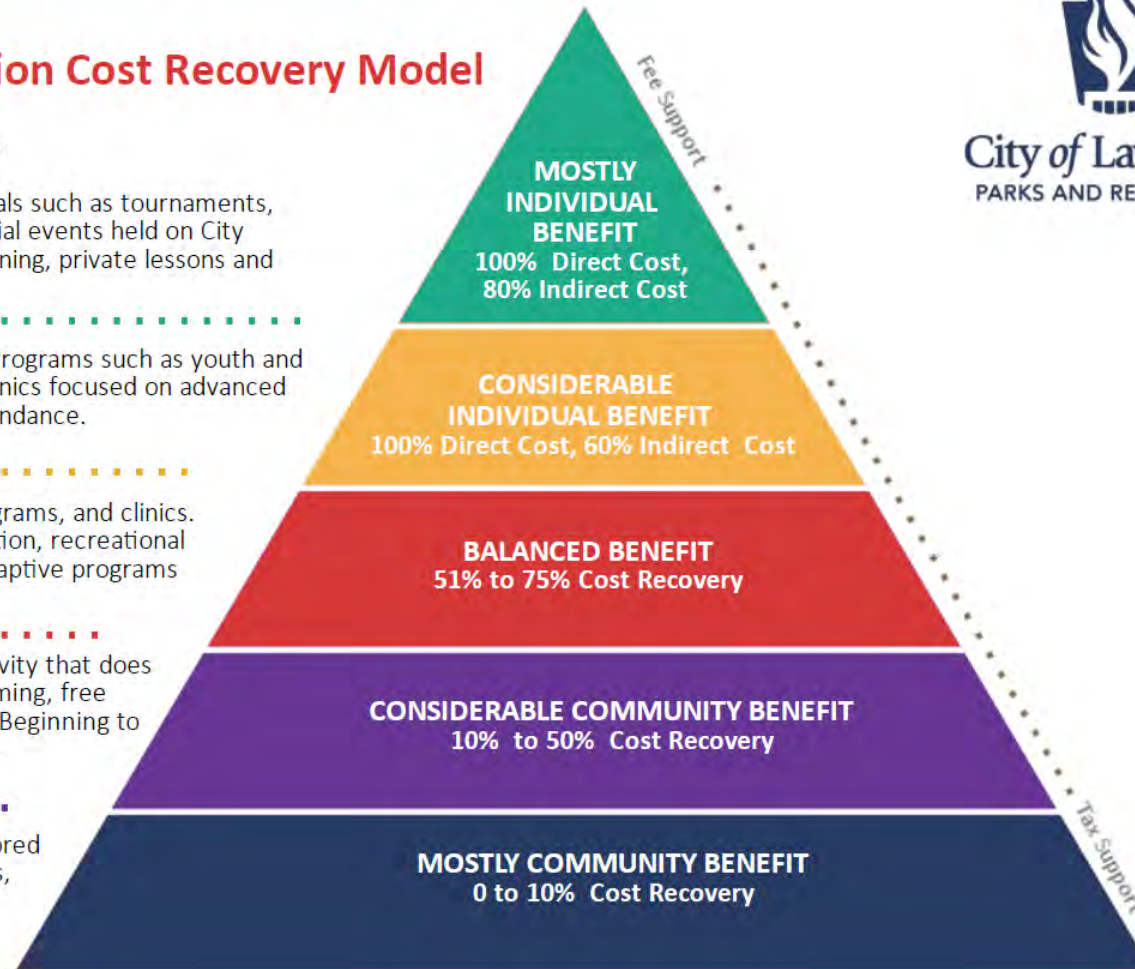 ion Cost Recovery Model
City of La
PARKS AND RE
Fee Support
als such as tournaments,
ial events held on City
ning, private lessons and
MOSTLY
INDIVIDUAL
BENEFIT
100% Direct Cost,
80% Indirect Cost
rograms such as youth and
nics focused on advanced
ndance.
CONSIDERABLE
INDIVIDUAL BENEFIT
100% Direct Cost, 60% Indirect Cost
grams, and clinics.
tion, recreational
aptive programs
BALANCED BENEFIT
51% to 75% Cost Recovery
vity that does
ming, free
Beginning to
CONSIDERABLE COMMUNITY BENEFIT
10% to 50% Cost Recovery
ored
s,
MOSTLY COMMUNITY BENEFIT
0 to 10% Cost Recovery
Tax Support